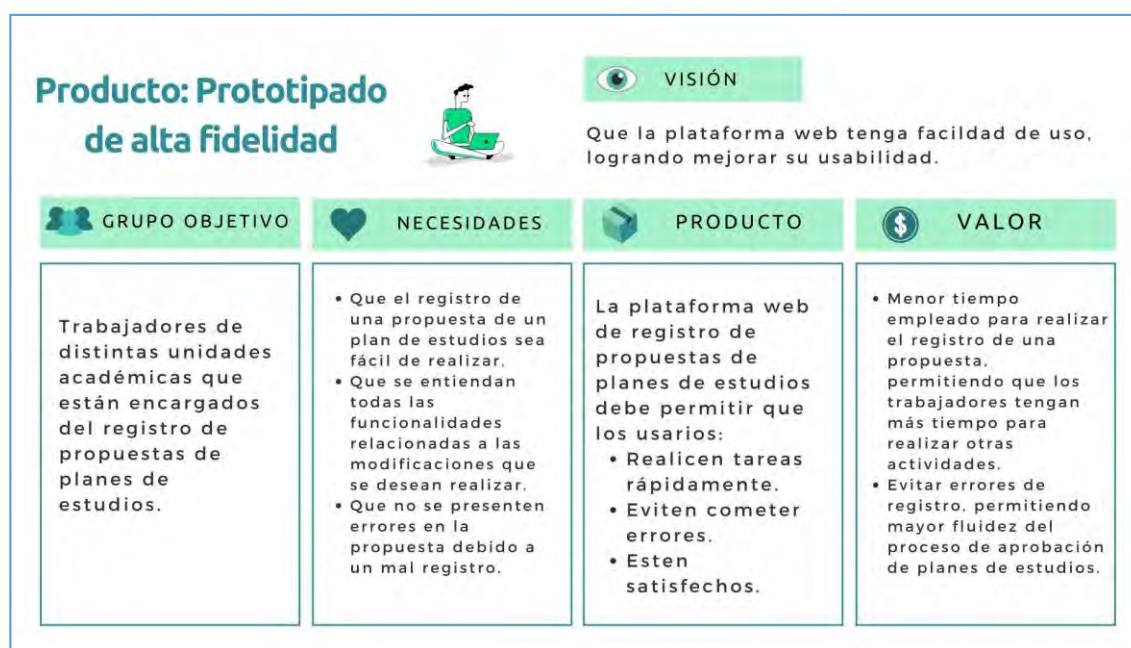 Producto: Prototipado
de alta fidelidad
VISIÓN
Que la plataforma web tenga facildad de uso,
logrando mejorar su usabilidad.
GRUPO OBJETIVO
Trabajadores de
distintas unidades
académicas que
están encargados
del registro de
propuestas de
planes de
estudios.
NECESIDADES
• Que el registro de
una propuesta de un
plan de estudios sea
fácil de realizar.
• Que se entiendan
todas las
funcionalidades
relacionadas a las
modificaciones que
se desean realizar.
• Que no se presenten
errores en la
propuesta debido a
un mal registro.
PRODUCTO
La plataforma web
de registro de
propuestas de
planes de estudios
debe permitir que
los usarios:
• Realicen tareas
rápidamente.
• Eviten cometer
errores.
• Esten
satisfechos.
VALOR
• Menor tiempo
empleado para realizar
el registro de una
propuesta,
permitiendo que los
trabajadores tengan
más tiempo para
realizar otras
actividades.
• Evitar errores de
registro, permitiendo
mayor fluidez del
proceso de aprobación
de planes de estudios.